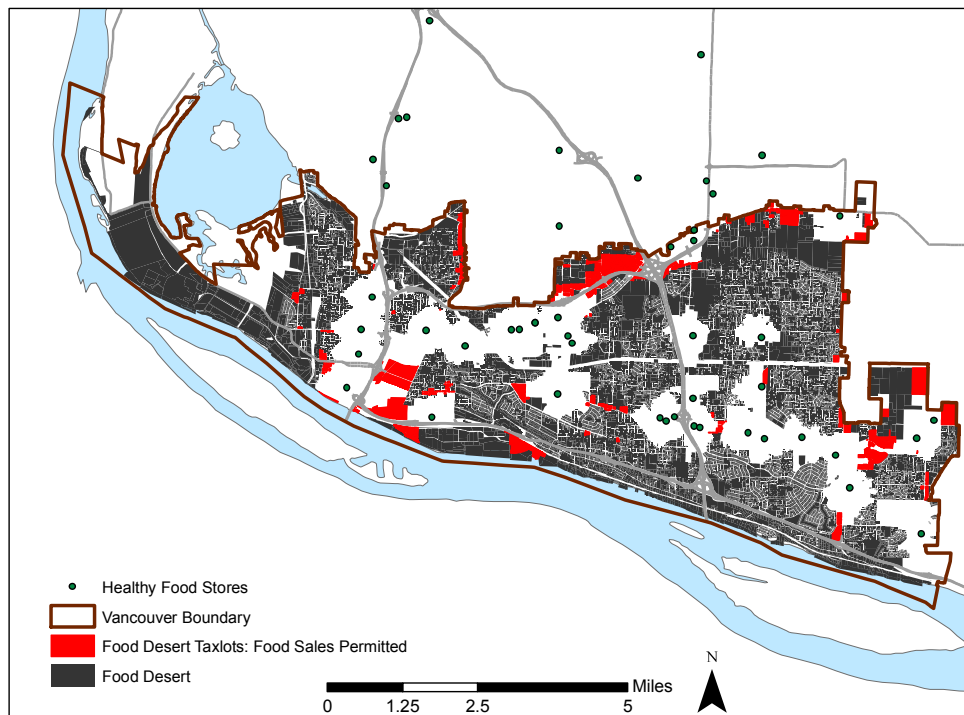 Healthy Food Stores
Vancouver Boundary
Food Desert Taxlots: Food Sales Permitted
Food Desert
N
Miles
0 1.25 2.5 5